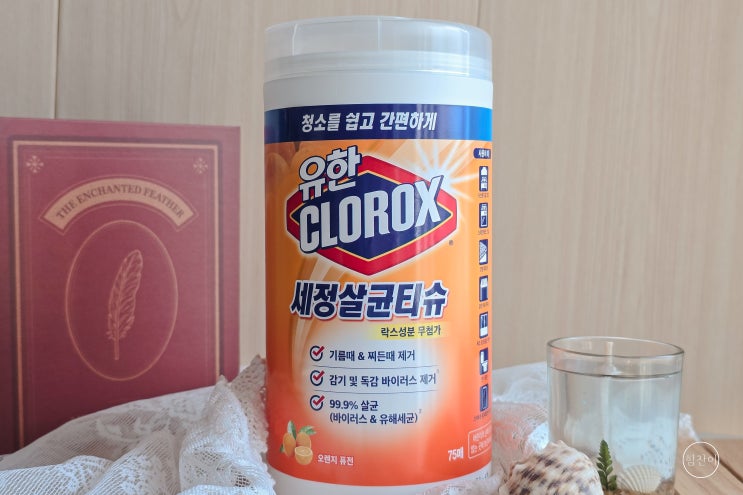 THE ENCHANTED FEATHER
청소를 쉽고 간편하게
유한
CLOROX
®
세정살균티슈
락스성분 무첨가
기름때 & 찌든때 제거
감기 및 독감 바이러스 제거
99.9% 살균
(바이러스 & 유해세균)
오렌지 퓨전
75매
힘찬이